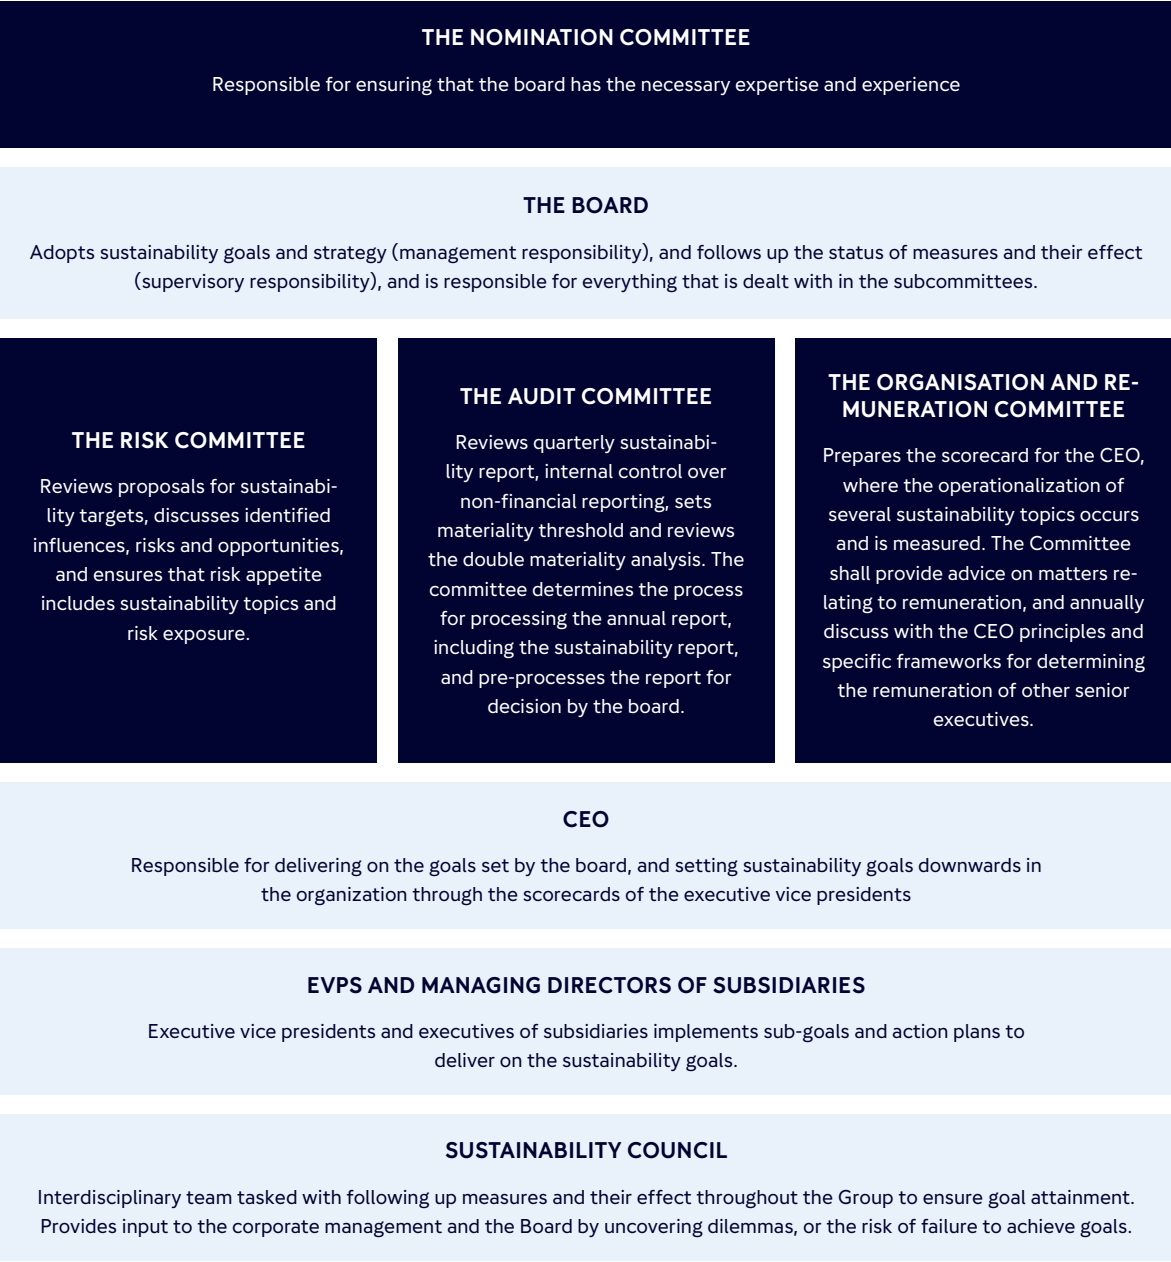 THE NOMINATION COMMITTEE
Responsible for ensuring that the board has the necessary expertise and experience
THE BOARD
Adopts sustainability goals and strategy (management responsibility), and follows up the status of measures and their effect
(supervisory responsibility), and is responsible for everything that is dealt with in the subcommittees.
THE RISK COMMITTEE
Reviews proposals for sustainabi-
lity targets, discusses identified
influences, risks and opportunities,
and ensures that risk appetite
includes sustainability topics and
risk exposure.
THE AUDIT COMMITTEE
Reviews quarterly sustainabi-
lity report, internal control over
non-financial reporting, sets
materiality threshold and reviews
the double materiality analysis. The
committee determines the process
for processing the annual report,
including the sustainability report,
and pre-processes the report for
decision by the board.
THE ORGANISATION AND RE-
MUNERATION COMMITTEE
Prepares the scorecard for the CEO,
where the operationalization of
several sustainability topics occurs
and is measured. The Committee
shall provide advice on matters re-
lating to remuneration, and annually
discuss with the CEO principles and
specific frameworks for determining
the remuneration of other senior
executives.
CEO
Responsible for delivering on the goals set by the board, and setting sustainability goals downwards in
the organization through the scorecards of the executive vice presidents
EVPS AND MANAGING DIRECTORS OF SUBSIDIARIES
Executive vice presidents and executives of subsidiaries implements sub-goals and action plans to
deliver on the sustainability goals.
SUSTAINABILITY COUNCIL
Interdisciplinary team tasked with following up measures and their effect throughout the Group to ensure goal attainment.
Provides input to the corporate management and the Board by uncovering dilemmas, or the risk of failure to achieve goals.